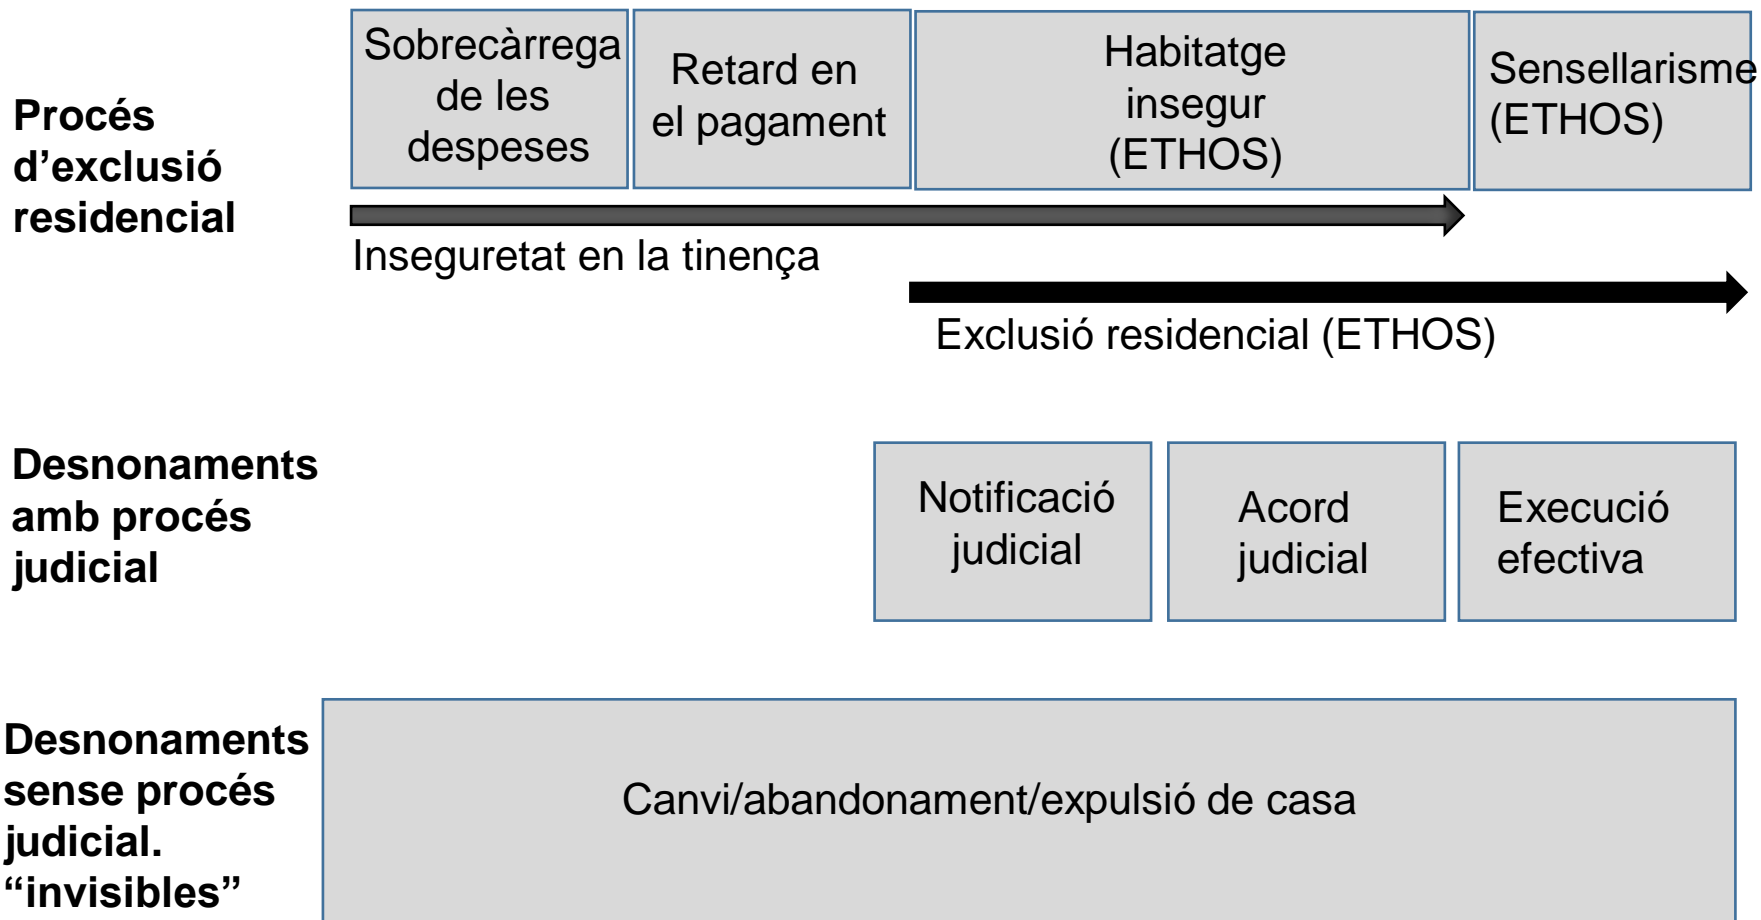 Procés
d’exclusió
residencial
Sobrecàrrega
de les
despeses
Retard en
el pagament
Habitatge
insegur
(ETHOS)
Sensellarisme
(ETHOS)
Inseguretat en la tinença
Exclusió residencial (ETHOS)
Desnonaments
amb procés
judicial
Notificació
judicial
Acord
judicial
Execució
efectiva
Desnonaments
sense procés
judicial.
“invisibles”
Canvi/abandonament/expulsió de casa